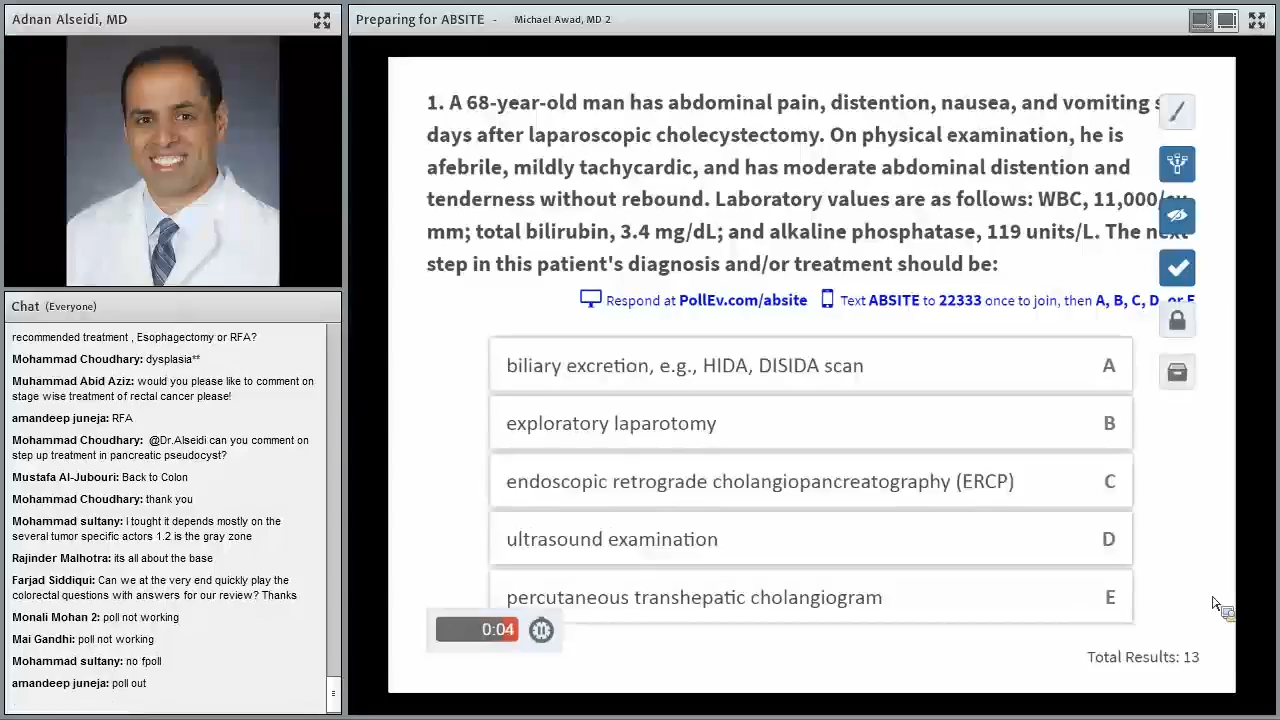 Adnan Alseidi, MD
Chat (Everyone)
recommended treatment , Esophagectomy or RFA?
Mohammad Choudhary: dysplasia**
Muhammad Abid Aziz: would you please like to comment on
stage wise treatment of rectal cancer please!
amandeep juneja: RFA
Mohammad Choudhary: @Dr.Alseidi can you comment on
step up treatment in pancreatic pseudocyst?
Mustafa Al-Jubouri: Back to Colon
Mohammad Choudhary: thank you
Mohammad sultany: I tought it depends mostly on the
several tumor specific actors 1.2 is the gray zone
Rajinder Malhotra: its all about the base
Farjad Siddiqui: Can we at the very end quickly play the
colorectal questions with answers for our review? Thanks
Monali Mohan 2: poll not working
Mai Gandhi: poll not working
Mohammad sultany: no fpoll
amandeep juneja: poll out
Preparing for ABSITE - Michael Awad, MD 2
1. A 68-year-old man has abdominal pain, distention, nausea, and vomiting
days after laparoscopic cholecystectomy. On physical examination, he is
afebrile, mildly tachycardic, and has moderate abdominal distention and
tenderness without rebound. Laboratory values are as follows: WBC, 11,000/
mm; total bilirubin, 3.4 mg/dL; and alkaline phosphatase, 119 units/L. The next
step in this patient's diagnosis and/or treatment should be:
Respond at PollEv.com/absite Text ABSITE to 22333 once to join, then A, B, C, D, or E
biliary excretion, e.g., HIDA, DISIDA scan A
exploratory laparotomy B
endoscopic retrograde cholangiopancreatography (ERCP) C
ultrasound examination D
percutaneous transhepatic cholangiogram E
0:04
Total Results: 13